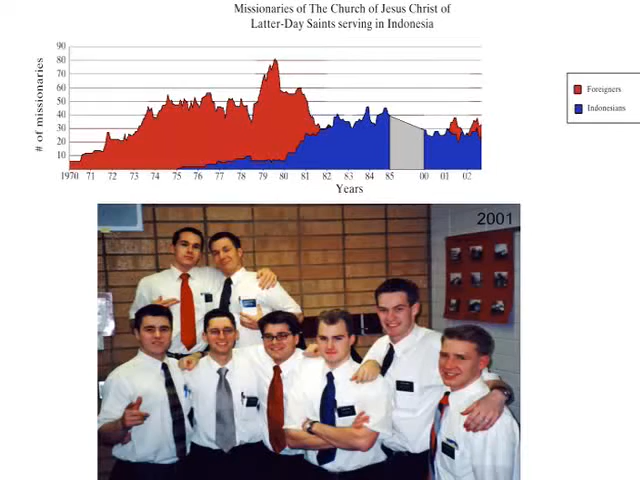 Missionaries of The Church of Jesus Christ of
Latter-Day Saints serving in Indonesia
# of missionaries
90
80
70
60
50
40
30
20
10
1970 71 72 73 74 75 76 77 78 79 80 81 82 83 84 85 00 01 02
Years
Foreigners
Indonesians
2001